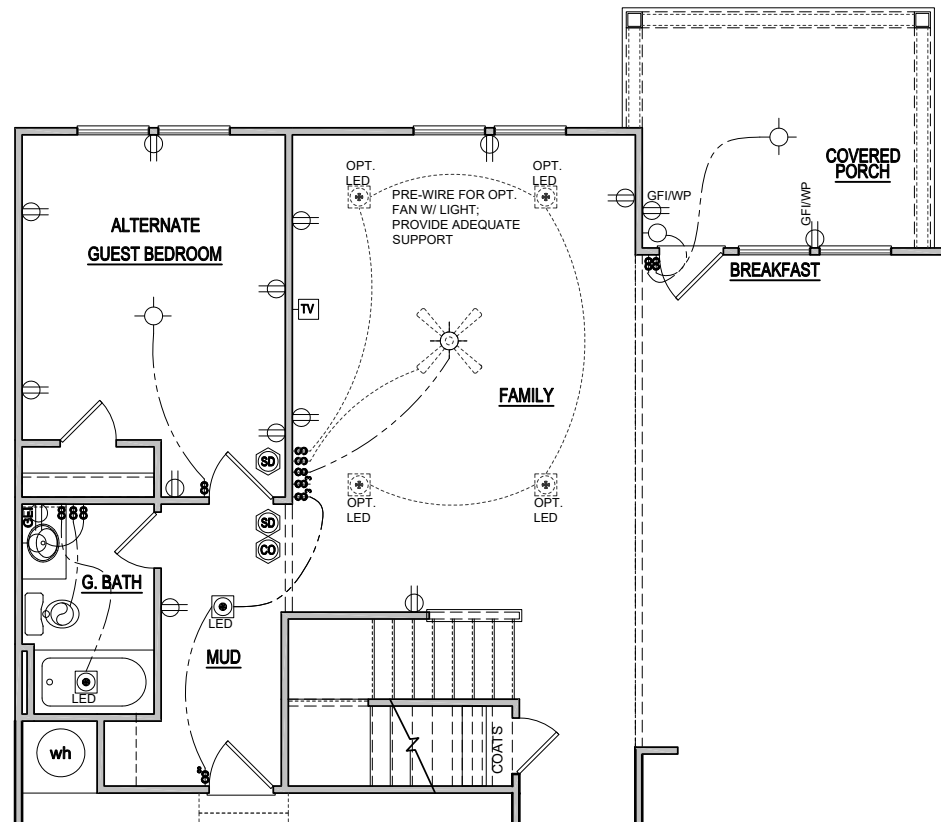 OPT.
LED
OPT.
LED
PRE-WIRE FOR OPT.
FAN W/ LIGHT;
PROVIDE ADEQUATE
SUPPORT
COVERED
PORCH
GFI/WP
GFI/WP
ALTERNATE
GUEST BEDROOM
BREAKFAST
TV
FAMILY
SD
OPT.
LED
OPT.
LED
GFI
SD
CO
G. BATH
LED
MUD
LED
wh
COATS